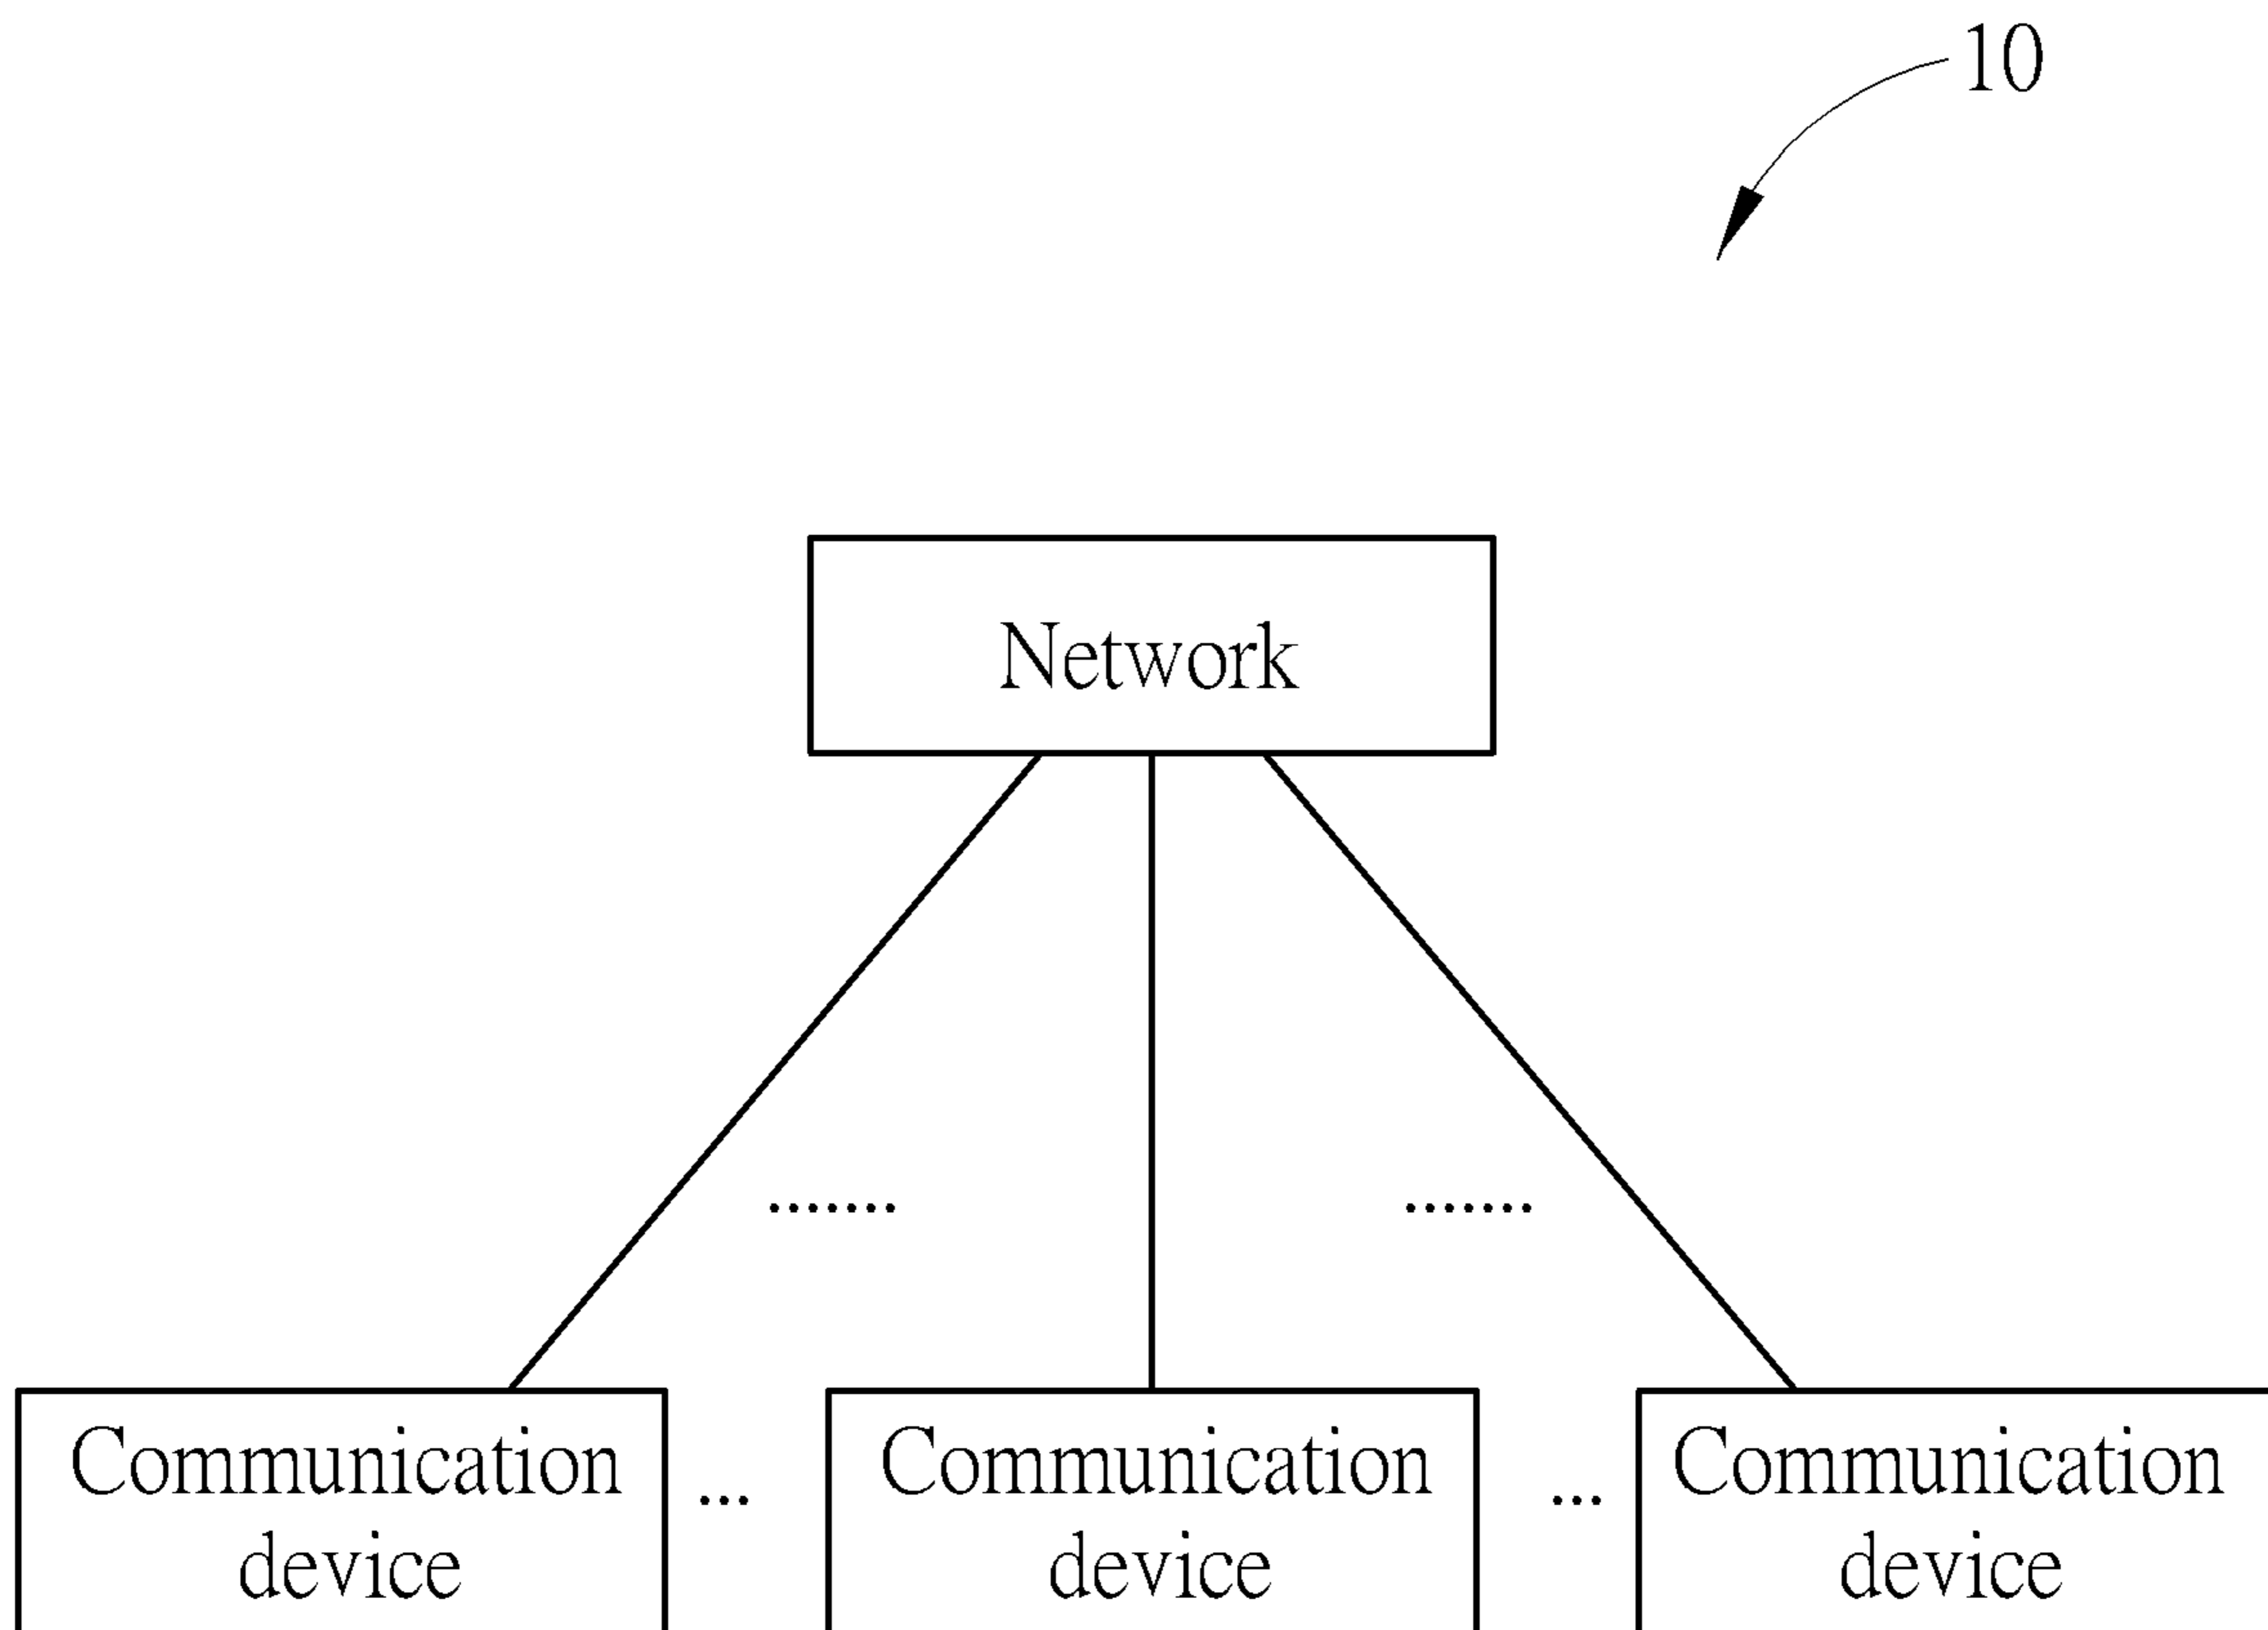 10
Network
.......
.......
Communication device
...
Communication device
...
Communication device